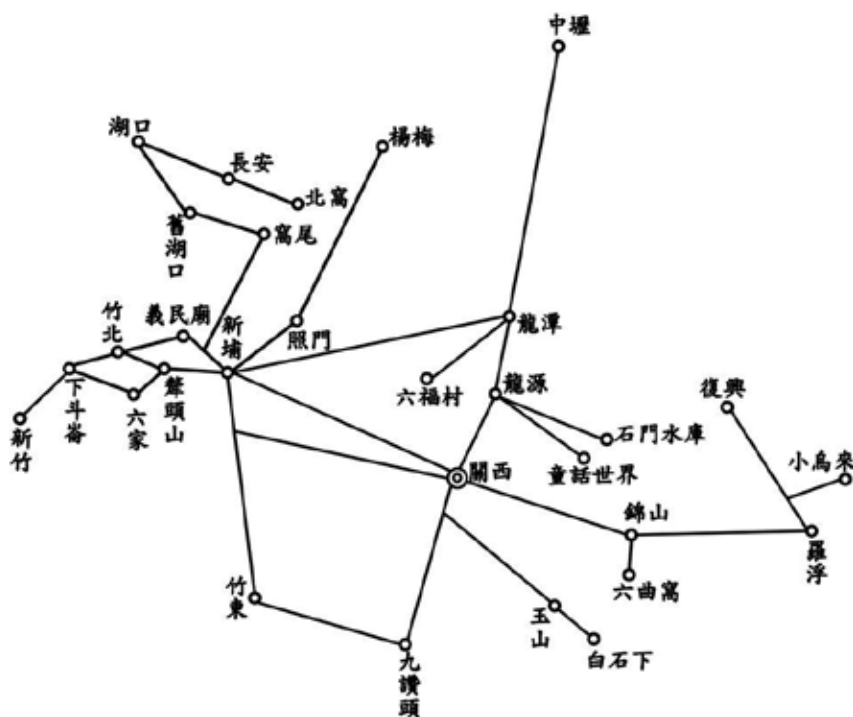 中壢
湖口
楊梅
長安
北窩
舊湖口
窩尾
竹北
義民廟
新埔
照門
龍潭
新竹
下斗崙
六家
犛頭山
六福村
龍源
復興
石門水庫
童話世界
小烏來
關西
錦山
羅浮
六曲窩
竹東
玉山
白石下
九讚頭